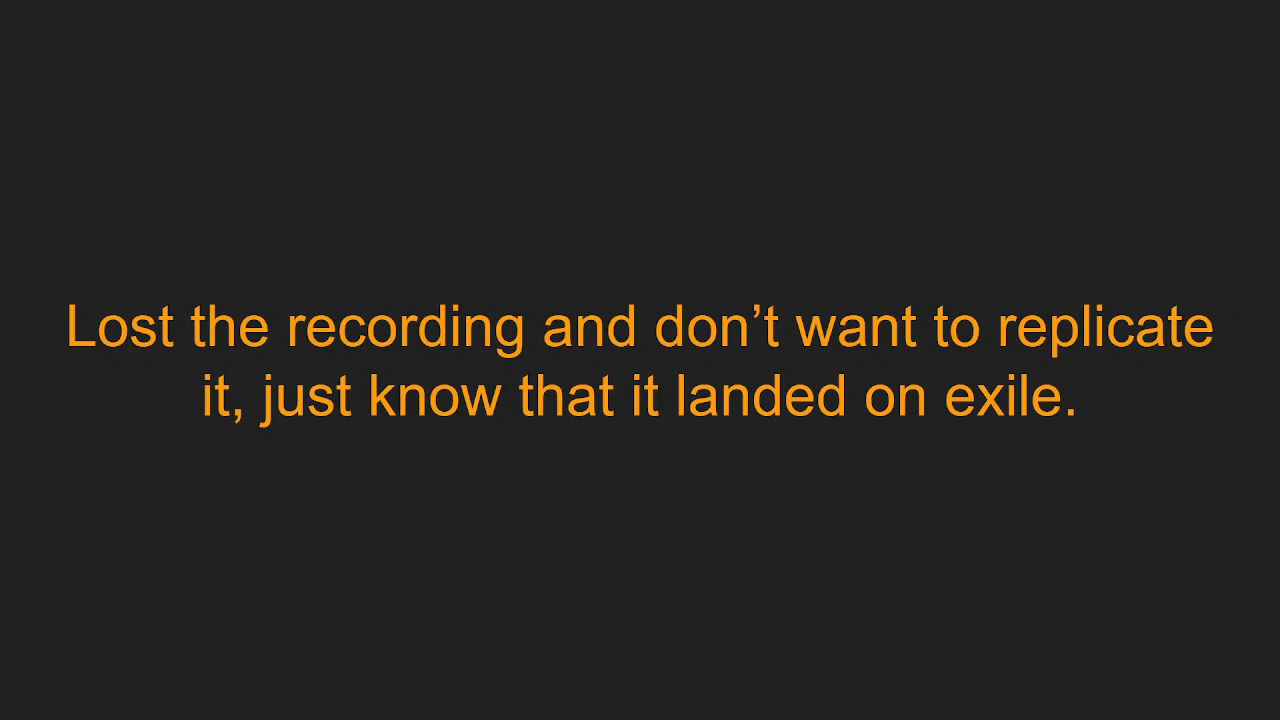 Lost the recording and don’t want to replicate
it, just know that it landed on exile.